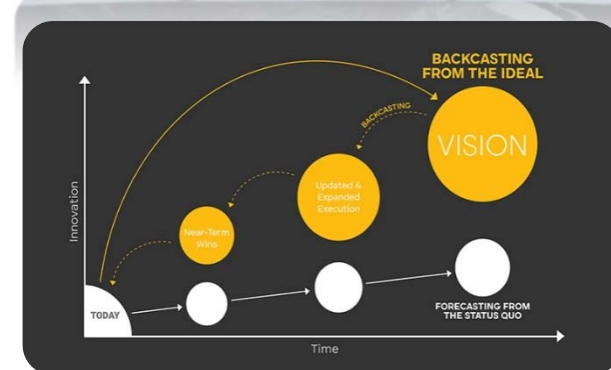 BACKCASTING
FROM THE IDEAL
BACKCASTING
VISION
Updated &
Expanded
Execution
Near-Term
Wins
Innovation
TODAY
FORECASTING FROM
THE STATUS QUO
Time